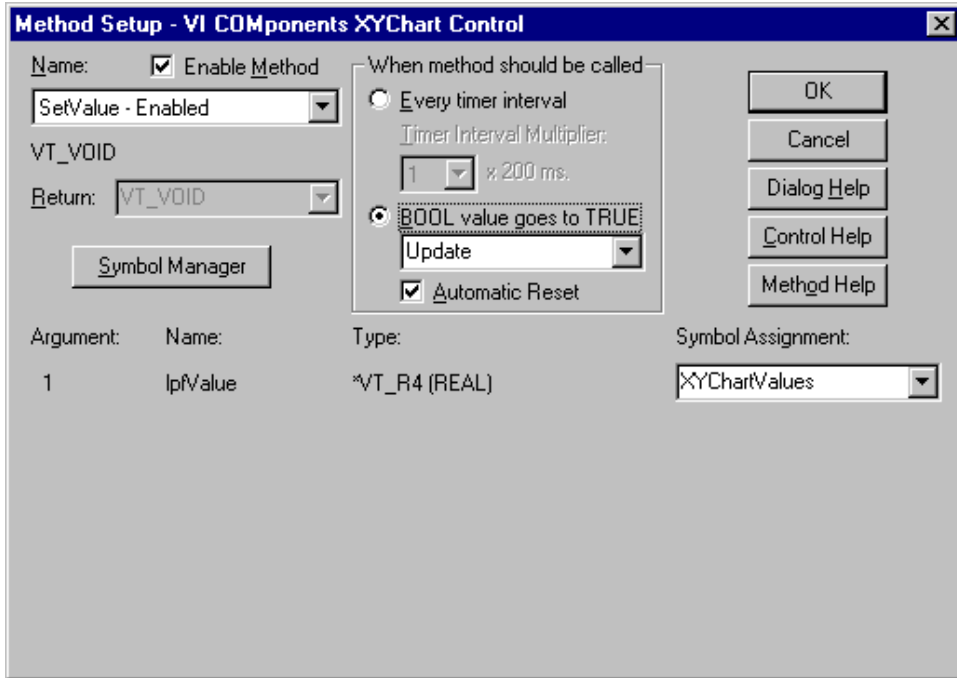 Method Setup - VI COMponents XYChart Control
Name:
Enable Method
SetValue - Enabled
VT_VOID
Return:
VT_VOID
Symbol Manager
When method should be called
Every timer interval
Timer Interval Multiplier:
1
x 200 ms.
BOOL value goes to TRUE
Update
Automatic Reset
OK
Cancel
Dialog Help
Control Help
Method Help
Argument: Name: Type: Symbol Assignment:
1 lpfValue *VT_R4 (REAL) XYChartValues